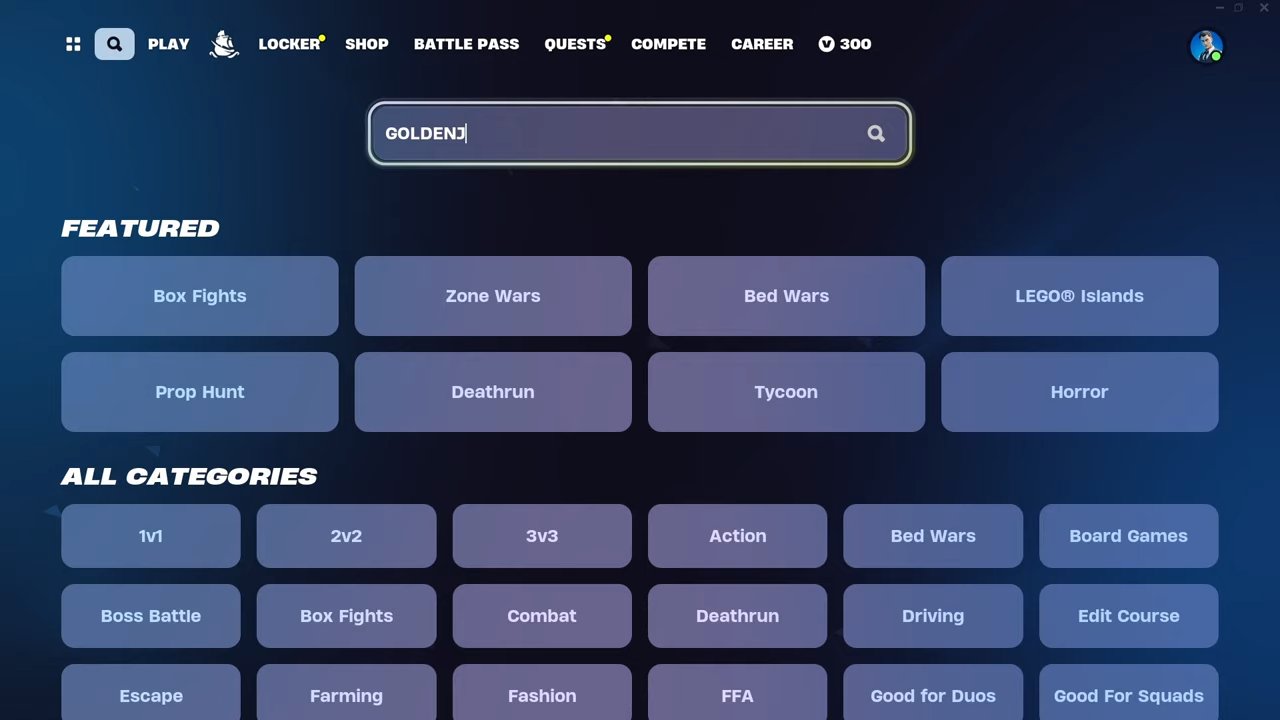 PLAY LOCKER SHOP BATTLE PASS QUESTS COMPETE CAREER V 300
GOLDENJ
FEATURED
Box Fights Zone Wars Bed Wars LEGO® Islands
Prop Hunt Deathrun Tycoon Horror
ALL CATEGORIES
1v1 2v2 3v3 Action Bed Wars Board Games
Boss Battle Box Fights Combat Deathrun Driving Edit Course
Escape Farming Fashion FFA Good for Duos Good For Squads